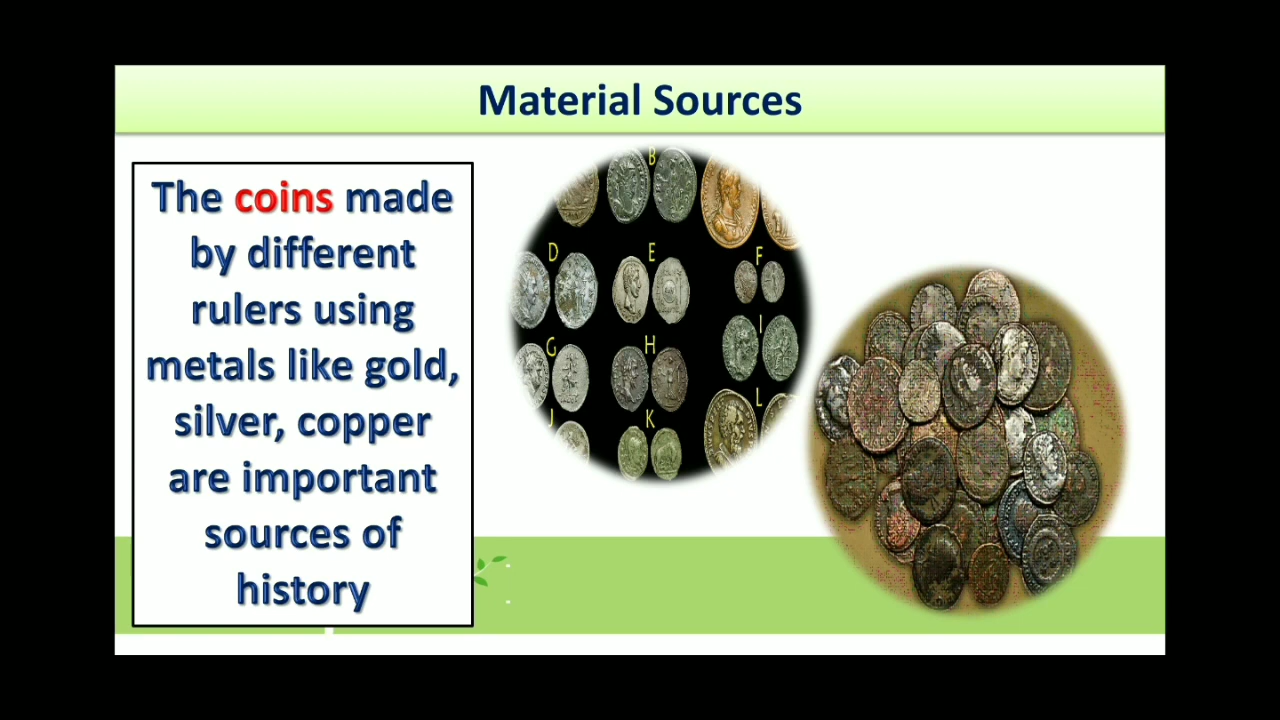 Material Sources
The coins made
by different
rulers using
metals like gold,
silver, copper
are important
sources of
history
B
D E F
G H I
J K L